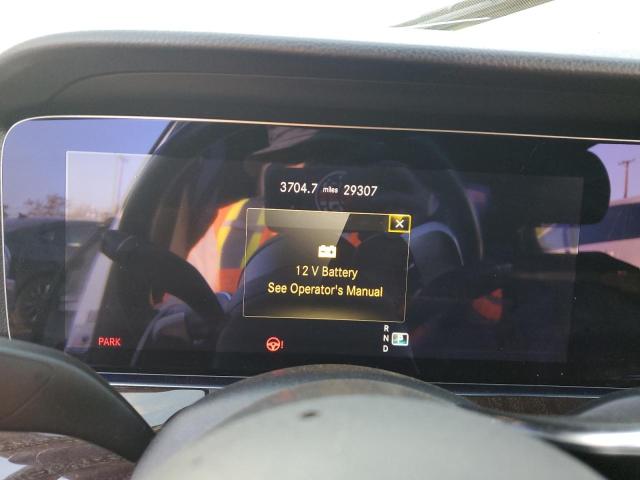 3704.7 miles 29307
12 V Battery
See Operator's Manual
PARK
!
R
N
P
D